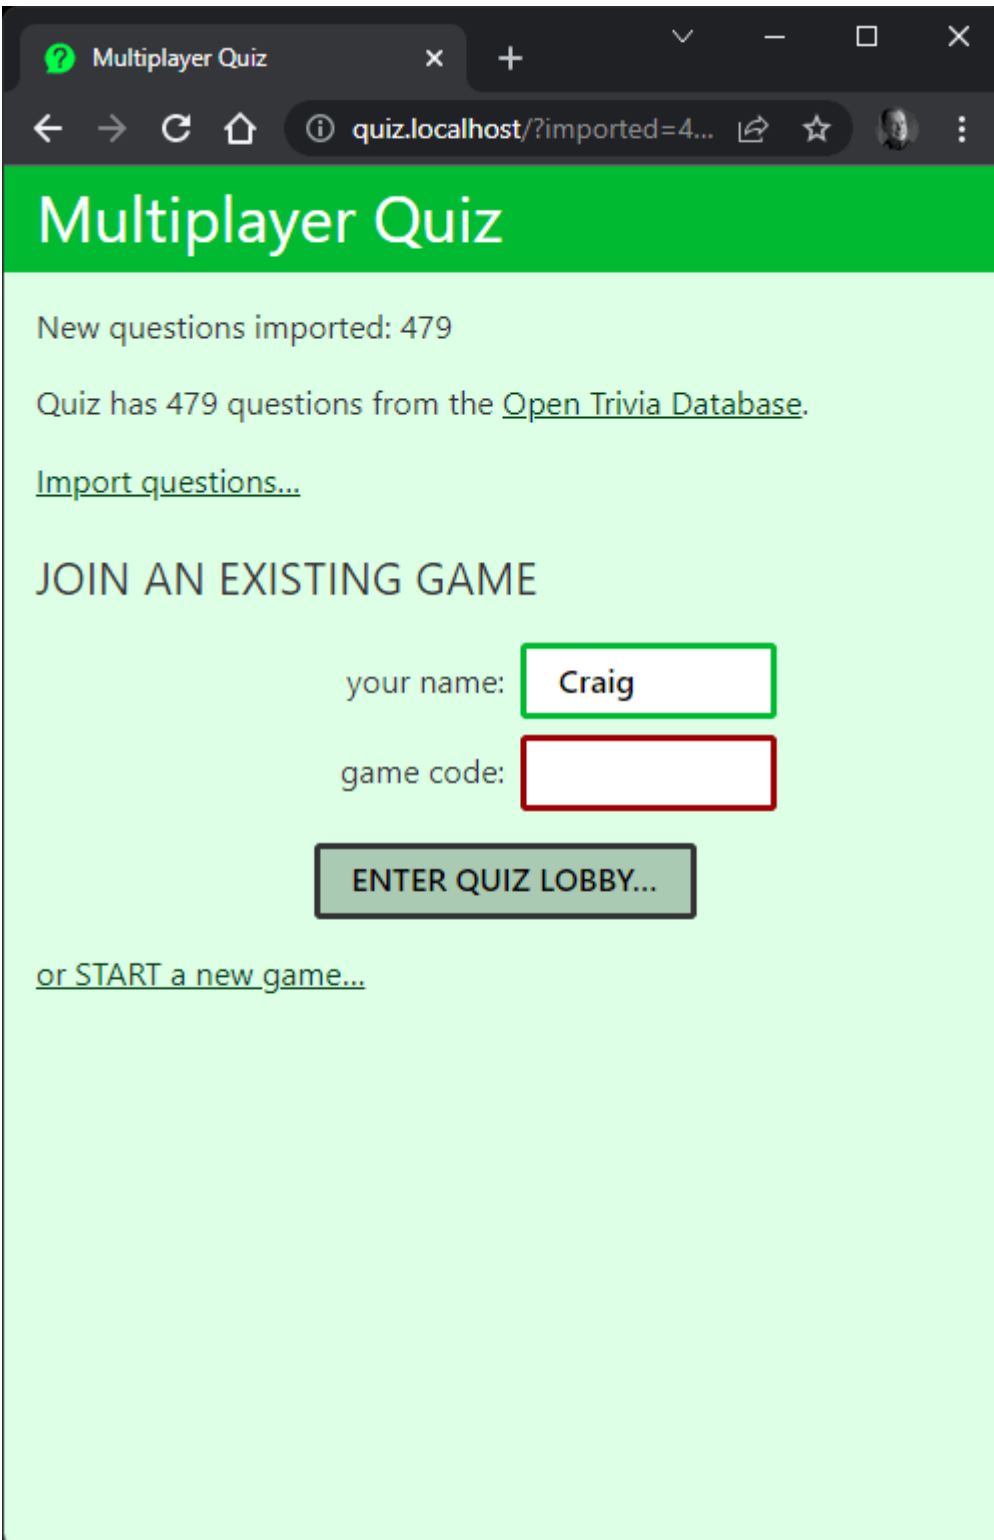 Multiplayer Quiz
quiz.localhost/?imported=4...
Multiplayer Quiz
New questions imported: 479
Quiz has 479 questions from the Open Trivia Database.
Import questions...
JOIN AN EXISTING GAME
your name: Craig
game code:
ENTER QUIZ LOBBY...
or START a new game...